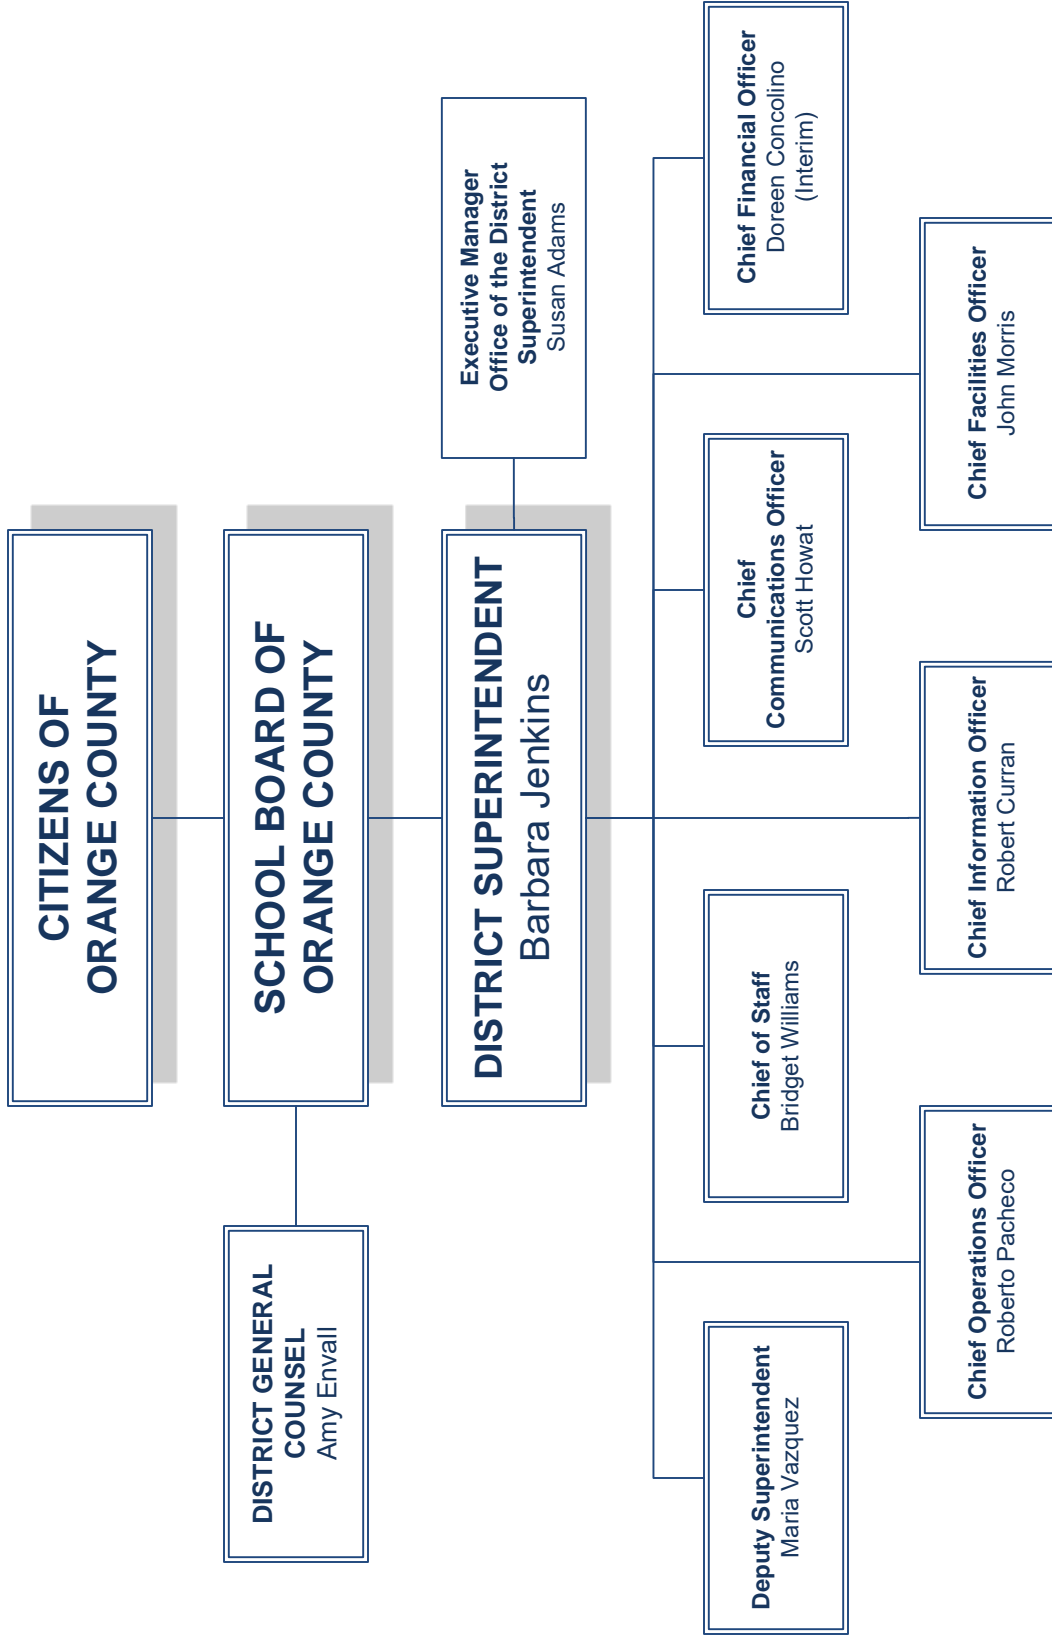 CITIZENS OF
ORANGE COUNTY
SCHOOL BOARD OF
ORANGE COUNTY
DISTRICT GENERAL
COUNSEL
Amy Envall
DISTRICT SUPERINTENDENT
Barbara Jenkins
Executive Manager
Office of the District
Superintendent
Susan Adams
Deputy Superintendent
Maria Vazquez
Chief of Staff
Bridget Williams
Chief
Communications Officer
Scott Howat
Chief Financial Officer
Doreen Concolino
(Interim)
Chief Operations Officer
Roberto Pacheco
Chief Information Officer
Robert Curran
Chief Facilities Officer
John Morris